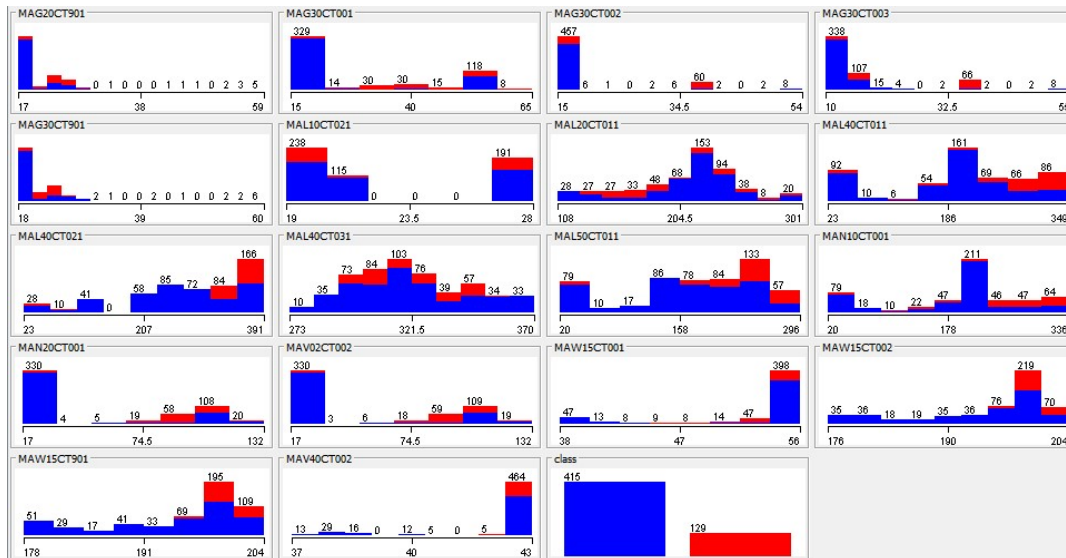 MAG20CT901 MAG30CT001 MAG30CT002 MAG30CT003
0 1 0 0 0 1 1 1 0 2 3 5
17 38 59
329 14 30 30 15 118 8
15 40 65
467 6 1 0 2 6 60 2 0 2 8
15 34.5 54
338 107 15 4 0 2 66 2 0 2 8
10 32.5
MAG30CT901 MAL10CT021 MAL20CT011 MAL40CT011
2 1 0 0 0 1 0 2 0 0 2 2 6
18 39 60
238 115 0 0 0 191
19 23.5 28
28 27 27 33 48 68 153 94 38 8 20
108 204.5 301
92 10 6 54 161 69 66 86
23 186 349
MAL40CT021 MAL40CT031 MAL50CT011 MAN10CT001
28 10 41 0 58 85 72 84 166
23 207 391
10 35 73 84 103 76 39 57 34 33
273 321.5 370
79 10 17 86 78 84 133 57
20 158 296
79 18 10 22 47 211 46 47 64
20 178 336
MAN20CT001 MAV02CT002 MAW15CT001 MAW15CT002
330 4 5 19 58 108 20
17 74.5 132
330 3 6 18 59 109 19
17 74.5 132
47 13 8 9 8 14 47 398
38 47 56
35 36 18 19 35 36 76 219 70
176 190 204
MAW15CT901 MAV40CT002 class
51 29 17 41 33 69 195 109
178 191 204
13 29 16 0 12 5 0 5 464
37 40 43
415 129